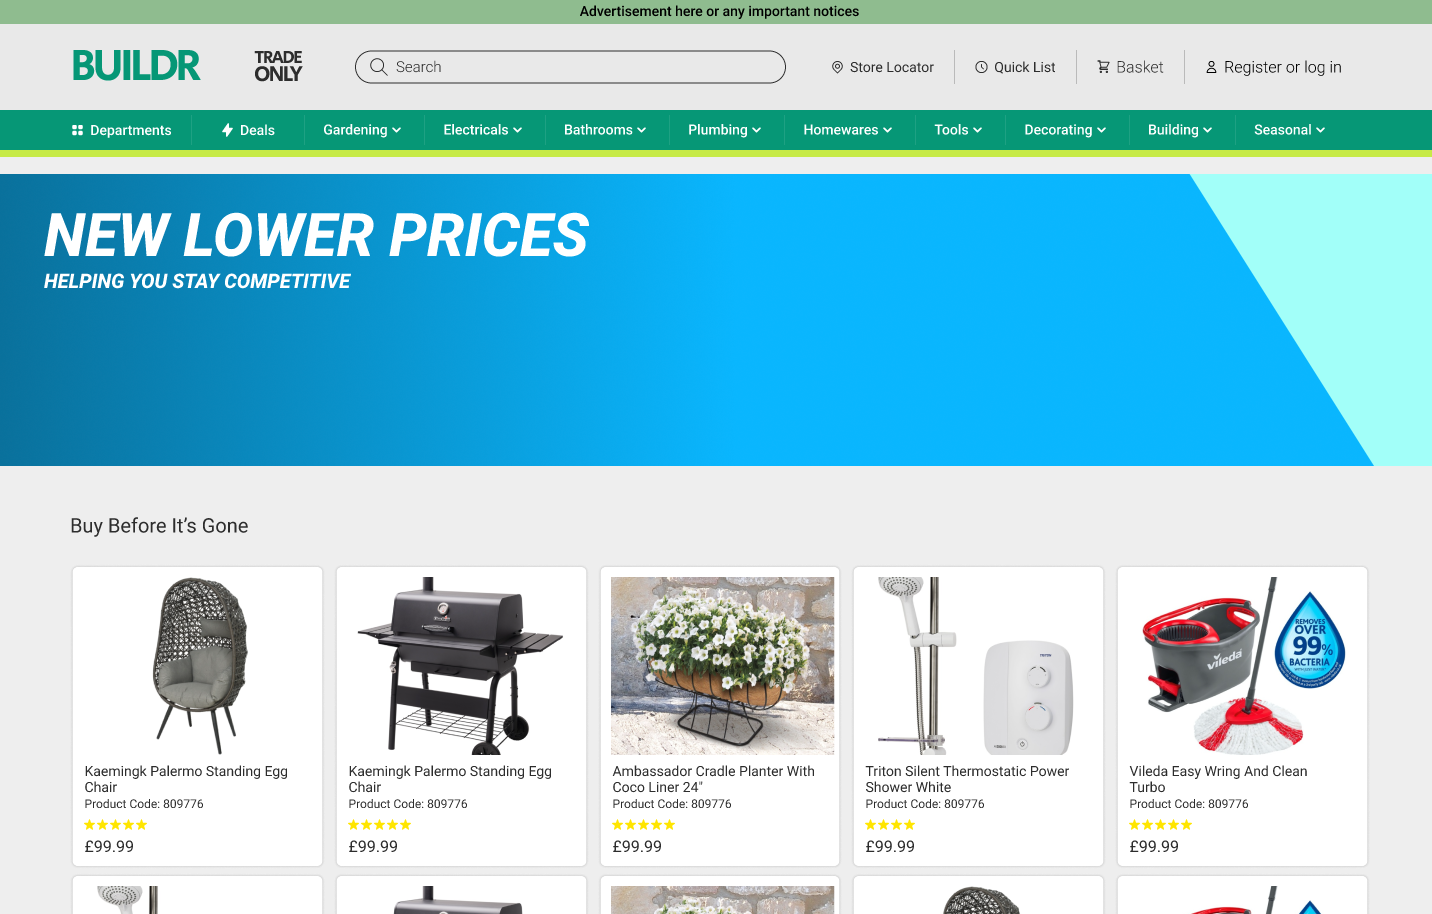 Advertisement here or any important notices
BUILDR
TRADE
ONLY
Search
Store Locator
Quick List
Basket
Register or log in
Departments
Deals
Gardening
Electricals
Bathrooms
Plumbing
Homewares
Tools
Decorating
Building
Seasonal
NEW LOWER PRICES
HELPING YOU STAY COMPETITIVE
Buy Before It’s Gone
REMOVES
OVER
99%
BACTERIA
vileda
TRITON
Kaemingk Palermo Standing Egg
Chair
Product Code: 809776
£99.99
Kaemingk Palermo Standing Egg
Chair
Product Code: 809776
£99.99
Ambassador Cradle Planter With
Coco Liner 24"
Product Code: 809776
£99.99
Triton Silent Thermostatic Power
Shower White
Product Code: 809776
£99.99
Vileda Easy Wring And Clean
Turbo
Product Code: 809776
£99.99